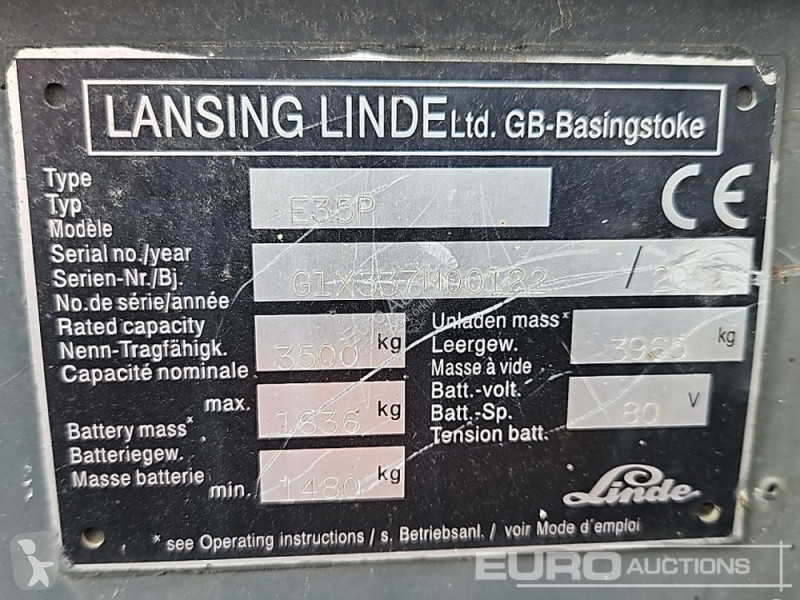 LANSING LINDE Ltd. GB-Basingstoke
Type
Typ
Modèle
E35P
Serial no./year
Serien-Nr./Bj.
No.de série/année
G1X337M00182 /
Rated capacity
Nenn-Tragfähigk.
Capacité nominale
3500 kg
Unladen mass*
Leergew.
Masse à vide
3965 kg
Battery mass*
Batteriegew.
Masse batterie
max.
1636 kg
min.
1480 kg
Batt.-volt.
Batt.-Sp.
Tension batt.
80 V
CE
Linde
* see Operating instructions / s. Betriebsanl. / voir Mode d'emploi
EURO AUCTIONS